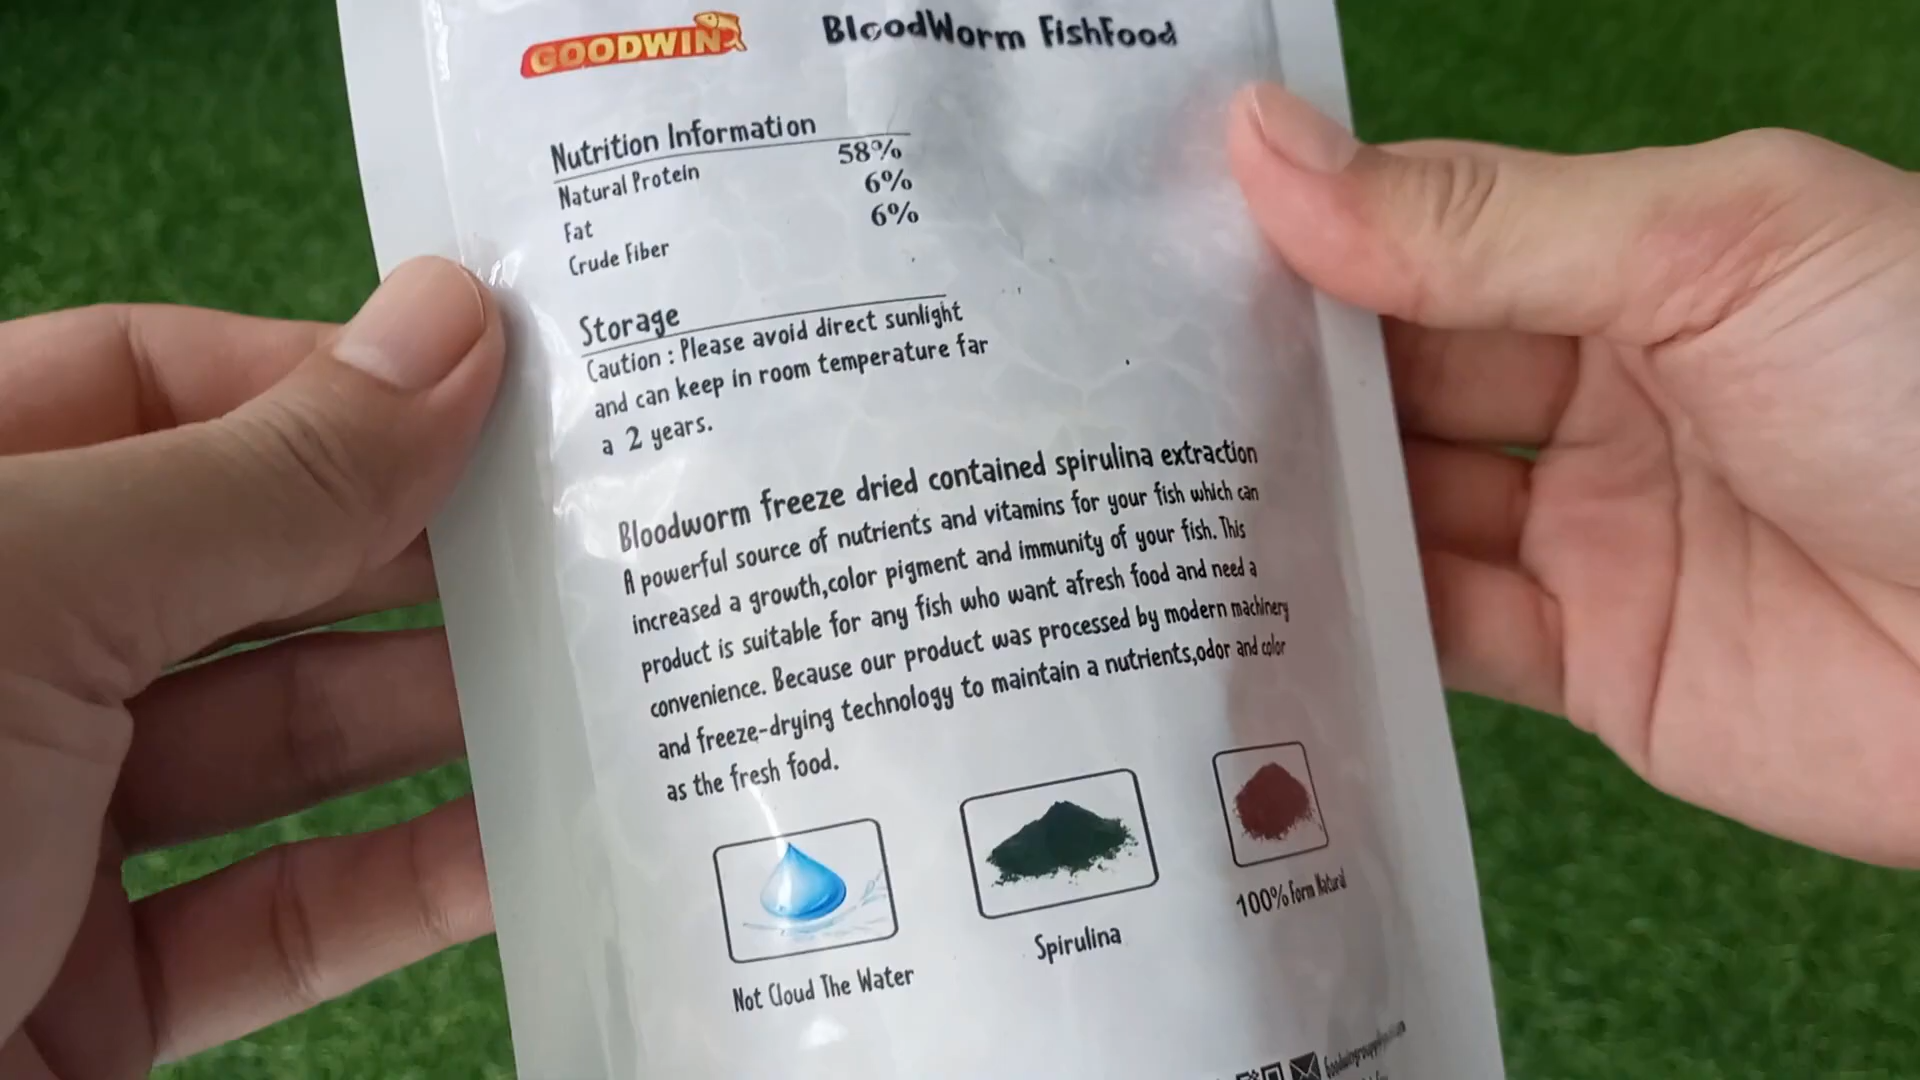 GOODWIN
BloodWorm FishFood
Nutrition Information
Natural Protein 58%
Fat 6%
Crude Fiber 6%
Storage
Caution : Please avoid direct sunlight
and can keep in room temperature far
a 2 years.
Bloodworm freeze dried contained spirulina extraction
A powerful source of nutrients and vitamins for your fish which can
increased a growth,color pigment and immunity of your fish. This
product is suitable for any fish who want afresh food and need a
convenience. Because our product was processed by modern machinery
and freeze-drying technology to maintain a nutrients,odor and color
as the fresh food.
Not Cloud The Water
Spirulina
100% Form Natural